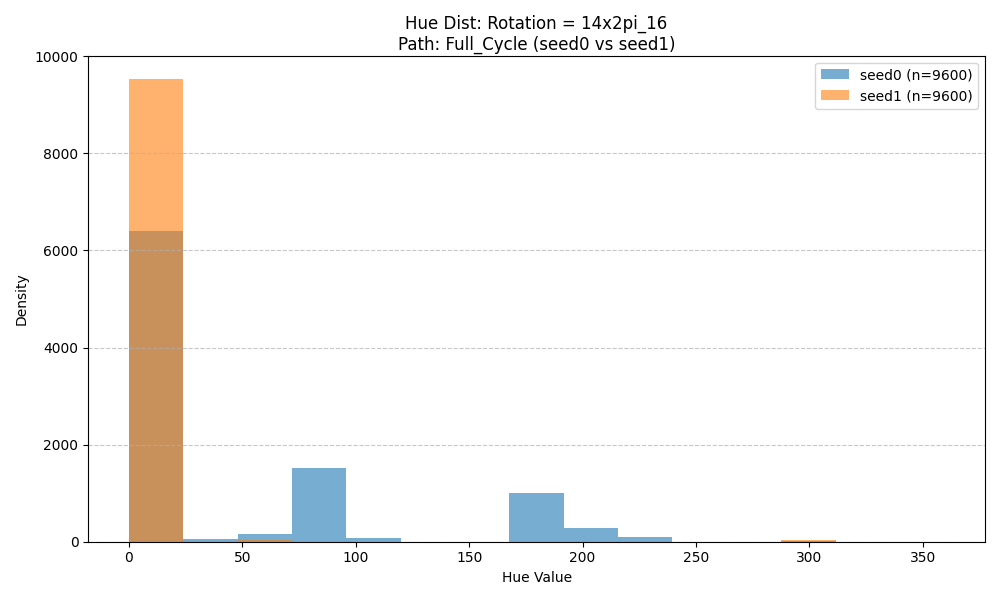 Hue Dist: Rotation = 14x2pi_16
Path: Full_Cycle (seed0 vs seed1)
seed0 (n=9600)
seed1 (n=9600)
Density
10000
8000
6000
4000
2000
0
0 50 100 150 200 250 300 350
Hue Value